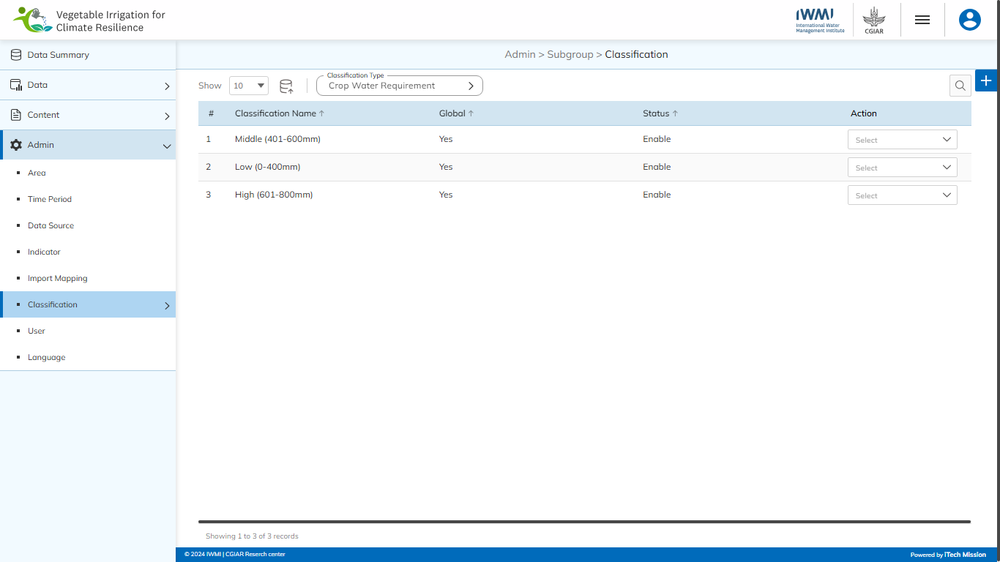 Vegetable Irrigation for
Climate Resilience
IWMI
International Water
Management Institute
CGIAR
Data Summary
Data
Content
Admin
Area
Time Period
Data Source
Indicator
Import Mapping
Classification
User
Language
Admin > Subgroup > Classification
Show 10
Classification Type
Crop Water Requirement
# Classification Name Global Status Action
1 Middle (401-600mm) Yes Enable Select
2 Low (0-400mm) Yes Enable Select
3 High (601-800mm) Yes Enable Select
Showing 1 to 3 of 3 records
© 2024 IWMI | CGIAR Reserch center
Powered by iTech Mission